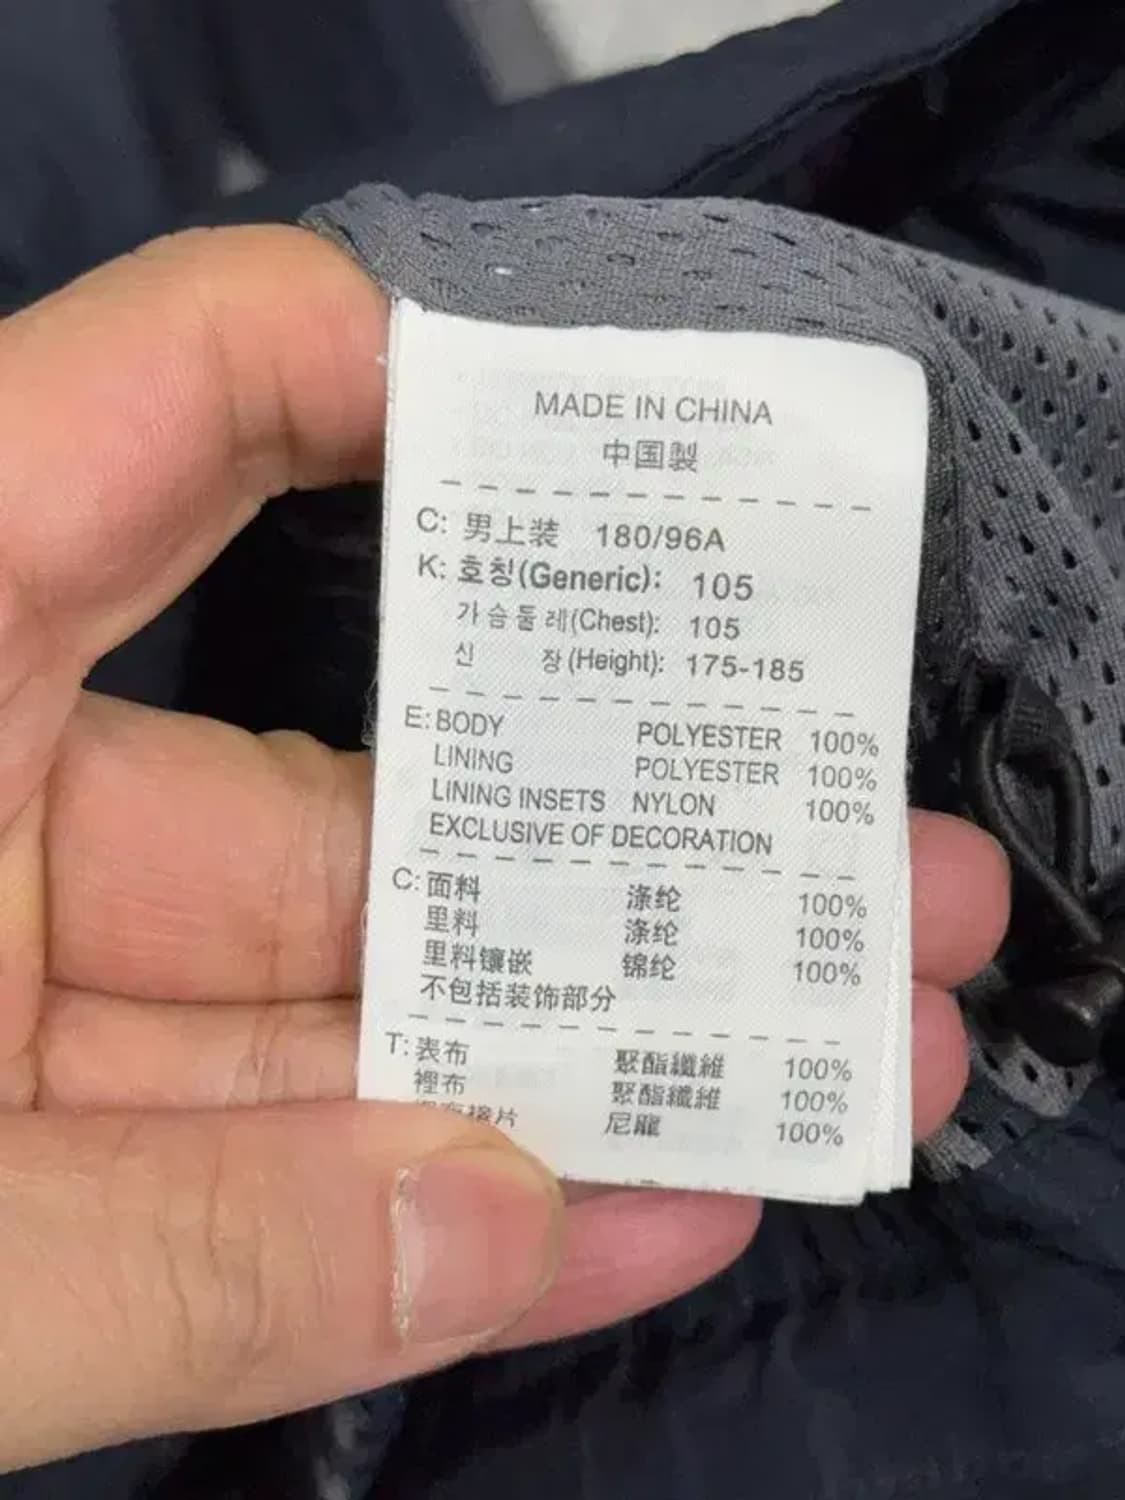 MADE IN CHINA
中国製
C: 男上装 180/96A
K: 호칭(Generic): 105
가슴둘레(Chest): 105
신 장(Height): 175-185
E: BODY POLYESTER 100%
LINING POLYESTER 100%
LINING INSETS NYLON 100%
EXCLUSIVE OF DECORATION
C: 面料 涤纶 100%
里料 涤纶 100%
里料镶嵌 锦纶 100%
不包括装饰部分
T: 表布 聚酯纖維 100%
裡布 聚酯纖維 100%
接片 尼龍 100%